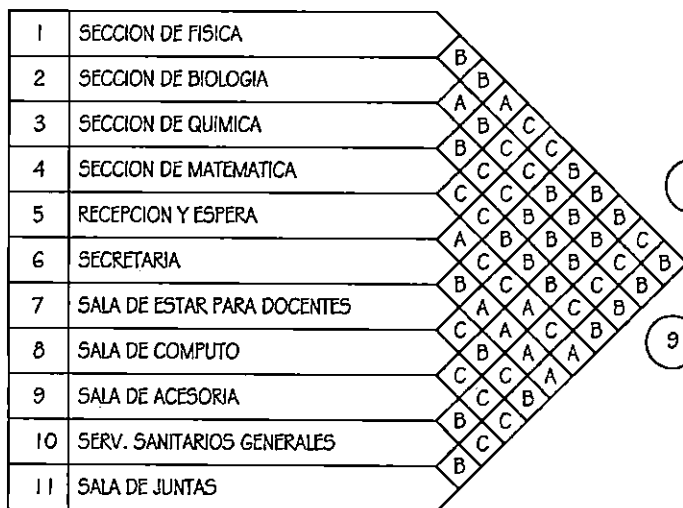 1 SECCION DE FISICA
B
2 SECCION DE BIOLOGIA B
A A
3 SECCION DE QUIMICA B C
B C C
4 SECCION DE MATEMATICA C C B
C C B B
5 RECEPCION Y ESPERA C B B B
A B B B C
6 SECRETARIA C B B C B
B C B C B
7 SALA DE ESTAR PARA DOCENTES A A C B
C A C B 9
8 SALA DE COMPUTO B A A
C C A
9 SALA DE ACESORIA C B
B C
10 SERV. SANITARIOS GENERALES C
B
11 SALA DE JUNTAS